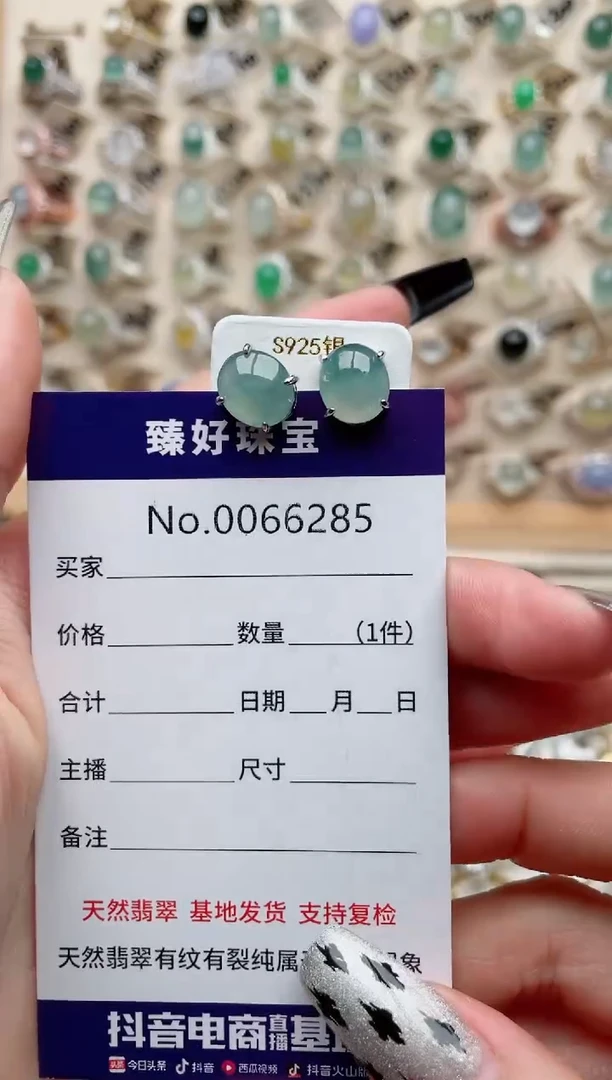 S925银
臻好珠宝
No.0066285
买家
价格 数量 (1件)
合计 日期 月 日
主播 尺寸
备注
天然翡翠 基地发货 支持复检
天然翡翠有纹有裂纯属 象
抖音电商直播基
头条 今日头条 抖音 西瓜视频 抖音火山版